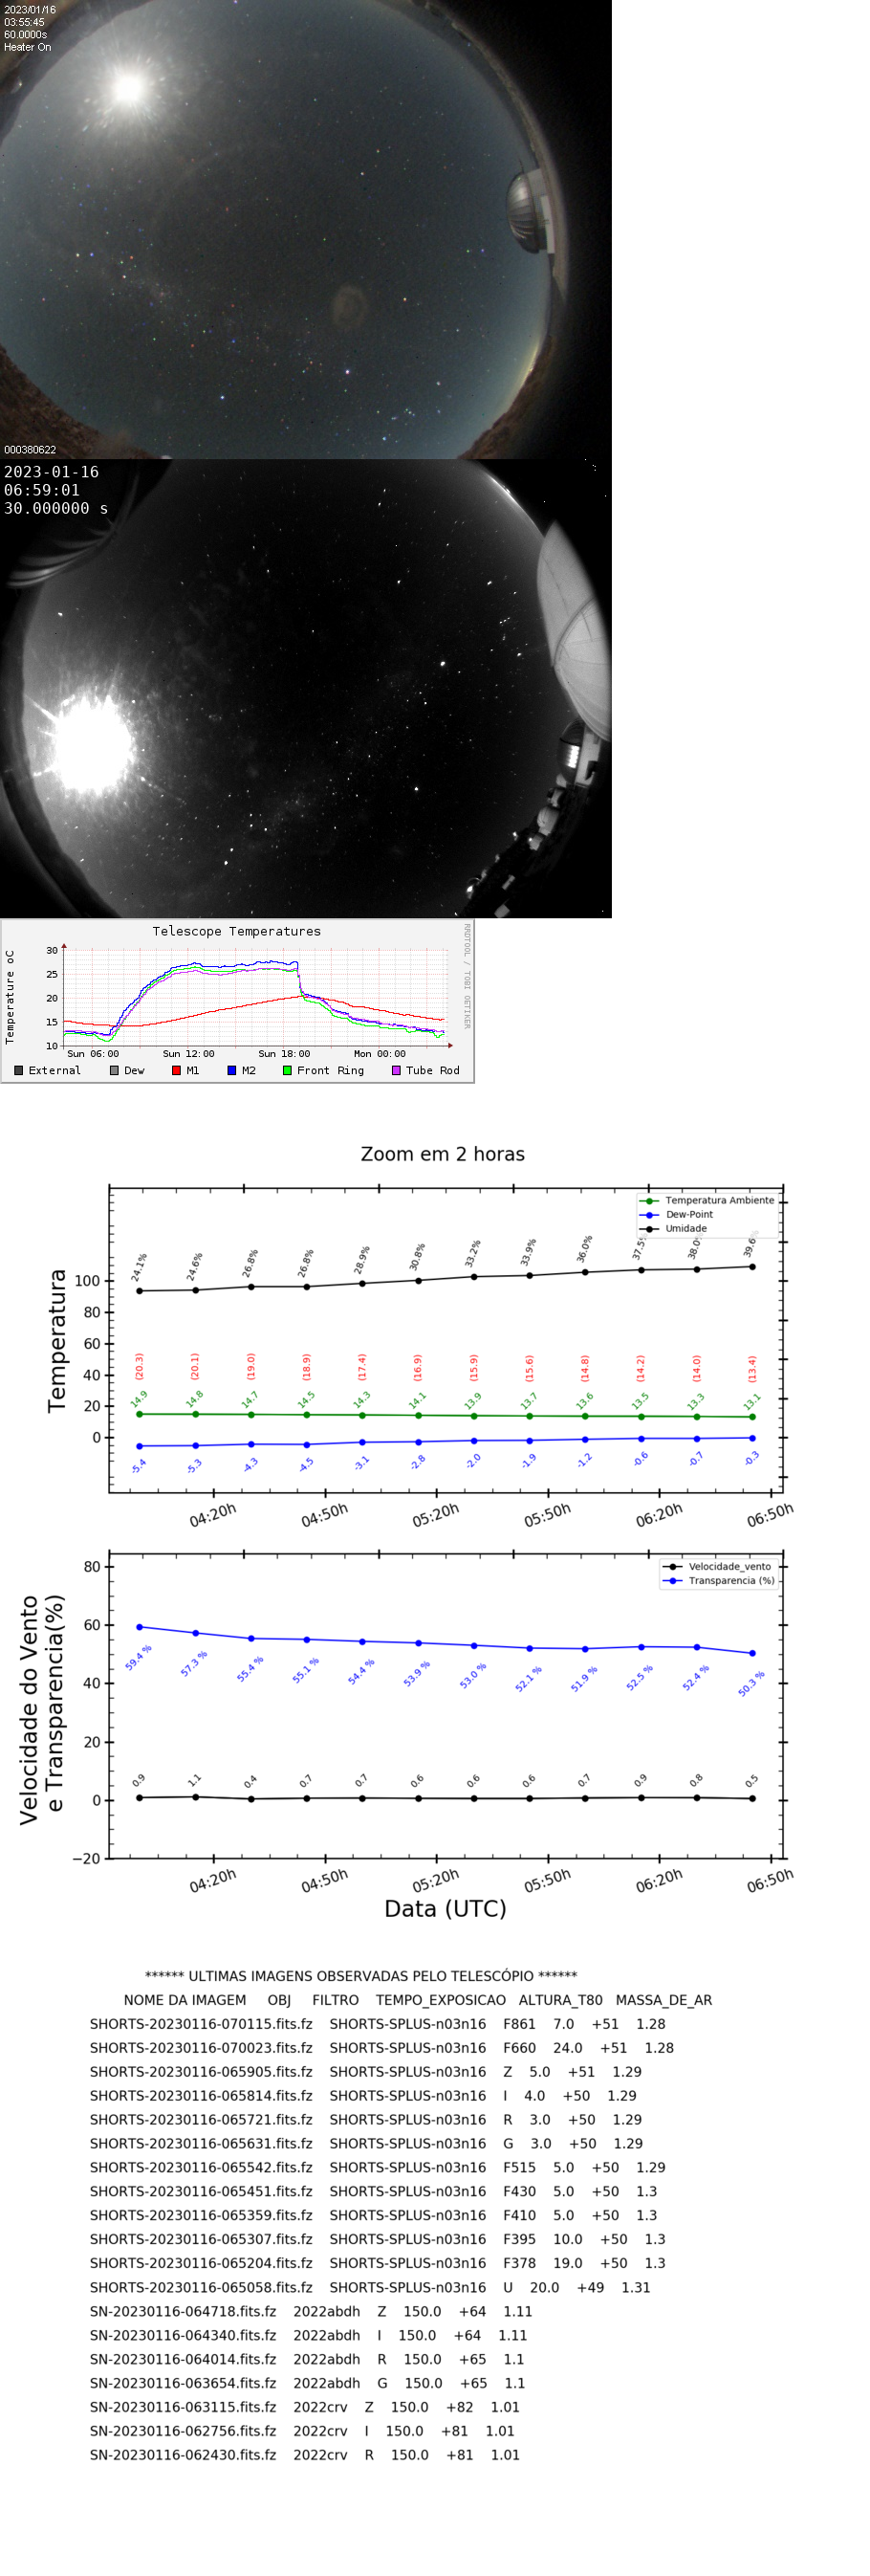 2023/01/16
03:55:45
60.0000s
Heater On
000380622
2023-01-16
06:59:01
30.000000 s
Telescope Temperatures
RRDTOOL / TOBI OETIKER
Temperature oC
30
25
20
15
10
Sun 06:00 Sun 12:00 Sun 18:00 Mon 00:00
External Dew M1 M2 Front Ring Tube Rod
Zoom em 2 horas
Temperatura Ambiente
Dew-Point
Umidade
Temperatura
100
80
60
40
20
0
24.1% 24.6% 26.8% 26.8% 28.9% 30.8% 33.2% 33.9% 36.0% 37.5% 38.0% 39.6%
(20.3) (20.1) (19.0) (18.9) (17.4) (16.9) (15.9) (15.6) (14.8) (14.2) (14.0) (13.4)
14.9 14.8 14.7 14.5 14.3 14.1 13.9 13.7 13.6 13.5 13.3 13.1
-5.4 -5.3 -4.3 -4.5 -3.1 -2.8 -2.0 -1.9 -1.2 -0.6 -0.7 -0.3
04:20h 04:50h 05:20h 05:50h 06:20h 06:50h
Velocidade_vento
Transparencia (%)
Velocidade do Vento
e Transparencia(%)
80
60
40
20
0
−20
59.4 % 57.3 % 55.4 % 55.1 % 54.4 % 53.9 % 53.0 % 52.1 % 51.9 % 52.5 % 52.4 % 50.3 %
0.9 1.1 0.4 0.7 0.7 0.6 0.6 0.6 0.7 0.9 0.8 0.5
04:20h 04:50h 05:20h 05:50h 06:20h 06:50h
Data (UTC)
****** ULTIMAS IMAGENS OBSERVADAS PELO TELESCÓPIO ******
NOME DA IMAGEM OBJ FILTRO TEMPO_EXPOSICAO ALTURA_T80 MASSA_DE_AR
SHORTS-20230116-070115.fits.fz SHORTS-SPLUS-n03n16 F861 7.0 +51 1.28
SHORTS-20230116-070023.fits.fz SHORTS-SPLUS-n03n16 F660 24.0 +51 1.28
SHORTS-20230116-065905.fits.fz SHORTS-SPLUS-n03n16 Z 5.0 +51 1.29
SHORTS-20230116-065814.fits.fz SHORTS-SPLUS-n03n16 I 4.0 +50 1.29
SHORTS-20230116-065721.fits.fz SHORTS-SPLUS-n03n16 R 3.0 +50 1.29
SHORTS-20230116-065631.fits.fz SHORTS-SPLUS-n03n16 G 3.0 +50 1.29
SHORTS-20230116-065542.fits.fz SHORTS-SPLUS-n03n16 F515 5.0 +50 1.29
SHORTS-20230116-065451.fits.fz SHORTS-SPLUS-n03n16 F430 5.0 +50 1.3
SHORTS-20230116-065359.fits.fz SHORTS-SPLUS-n03n16 F410 5.0 +50 1.3
SHORTS-20230116-065307.fits.fz SHORTS-SPLUS-n03n16 F395 10.0 +50 1.3
SHORTS-20230116-065204.fits.fz SHORTS-SPLUS-n03n16 F378 19.0 +50 1.3
SHORTS-20230116-065058.fits.fz SHORTS-SPLUS-n03n16 U 20.0 +49 1.31
SN-20230116-064718.fits.fz 2022abdh Z 150.0 +64 1.11
SN-20230116-064340.fits.fz 2022abdh I 150.0 +64 1.11
SN-20230116-064014.fits.fz 2022abdh R 150.0 +65 1.1
SN-20230116-063654.fits.fz 2022abdh G 150.0 +65 1.1
SN-20230116-063115.fits.fz 2022crv Z 150.0 +82 1.01
SN-20230116-062756.fits.fz 2022crv I 150.0 +81 1.01
SN-20230116-062430.fits.fz 2022crv R 150.0 +81 1.01